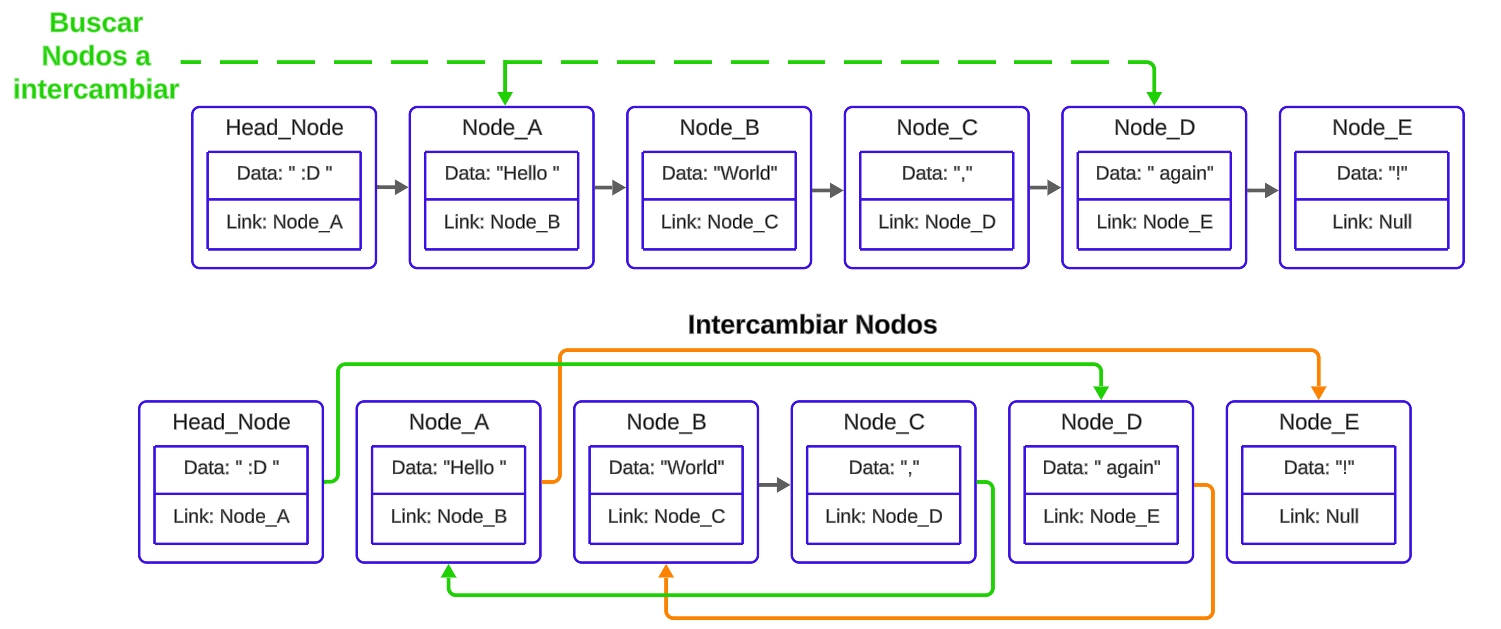 Buscar
Nodos a
intercambiar
Head_Node
Data: " :D "
Link: Node_A
Node_A
Data: "Hello "
Link: Node_B
Node_B
Data: "World"
Link: Node_C
Node_C
Data: ","
Link: Node_D
Node_D
Data: " again"
Link: Node_E
Node_E
Data: "!"
Link: Null
Intercambiar Nodos
Head_Node
Data: " :D "
Link: Node_A
Node_A
Data: "Hello "
Link: Node_B
Node_B
Data: "World"
Link: Node_C
Node_C
Data: ","
Link: Node_D
Node_D
Data: " again"
Link: Node_E
Node_E
Data: "!"
Link: Null